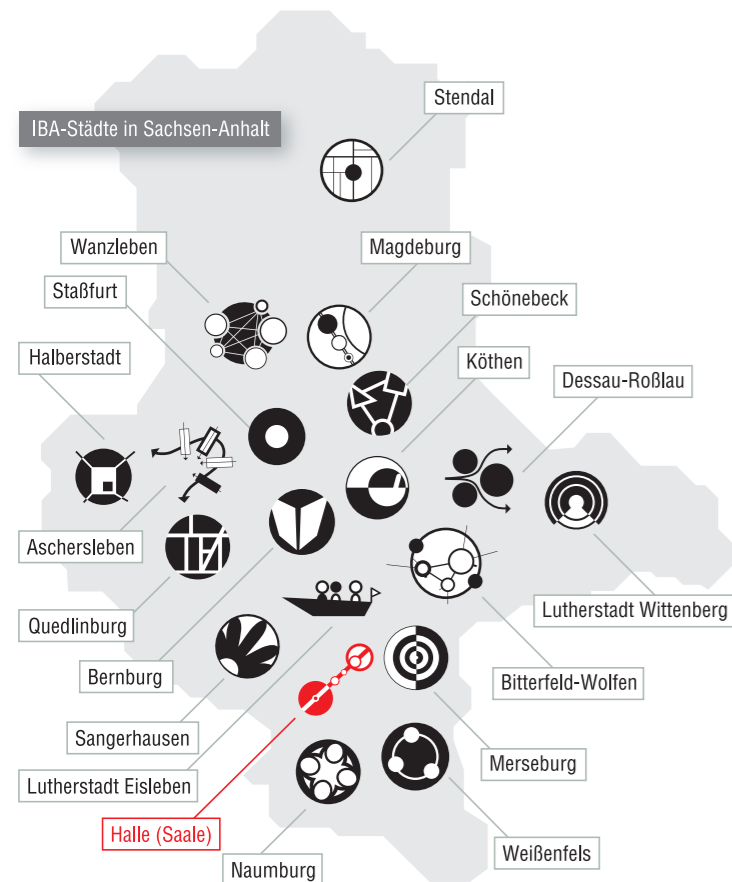 Stendal
IBA-Städte in Sachsen-Anhalt
Wanzleben
Magdeburg
Staßfurt
Schönebeck
Halberstadt
Köthen
Dessau-Roßlau
Aschersleben
Lutherstadt Wittenberg
Quedlinburg
Bernburg
Bitterfeld-Wolfen
Sangerhausen
Merseburg
Lutherstadt Eisleben
Halle (Saale)
Weißenfels
Naumburg